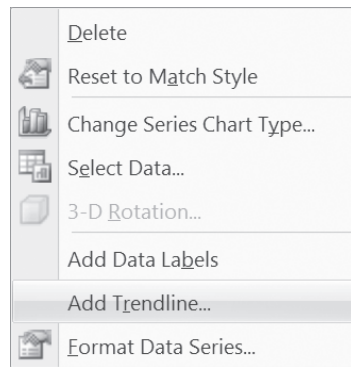 Delete
Reset to Match Style
Change Series Chart Type...
Select Data...
3-D Rotation...
Add Data Labels
Add Trendline...
Format Data Series...